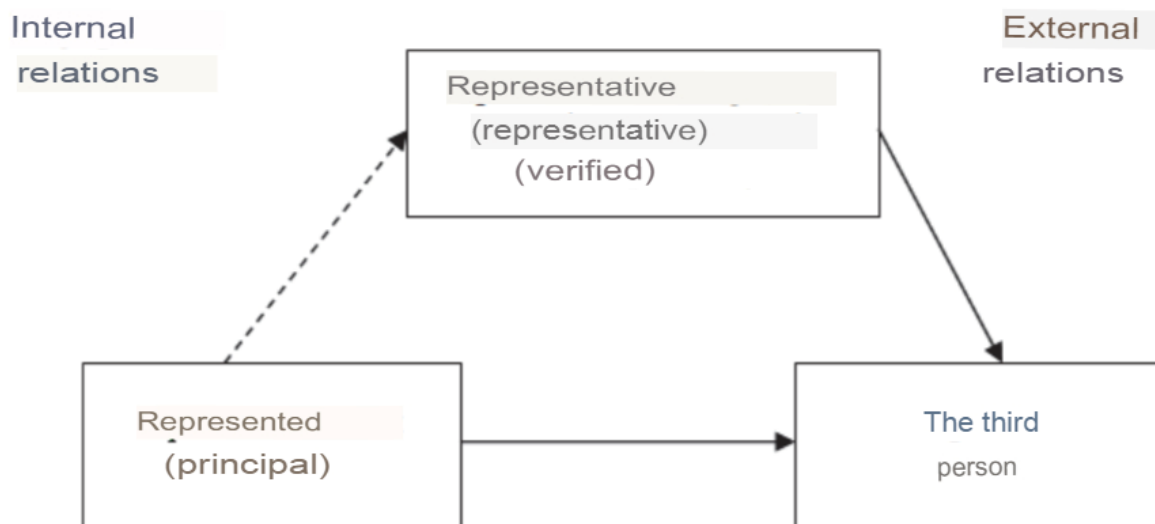 Internal
relations
External
relations
Representative
(representative)
(verified)
Represented
(principal)
The third
person